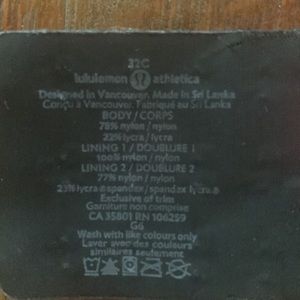 32C
lululemon athletica
Designed in Vancouver. Made in Sri Lanka
Conçu à Vancouver. Fabriqué au Sri Lanka
BODY / CORPS
78% nylon / nylon
22% lycra / lycra
LINING 1 / DOUBLURE 1
100% nylon / nylon
LINING 2 / DOUBLURE 2
77% nylon / nylon
23% lycra® spandex / spandex lycra®
Exclusive of trim
Garniture non comprise
CA 35801 RN 106259
G6
Wash with like colours only
Laver avec des couleurs
similaires seulement